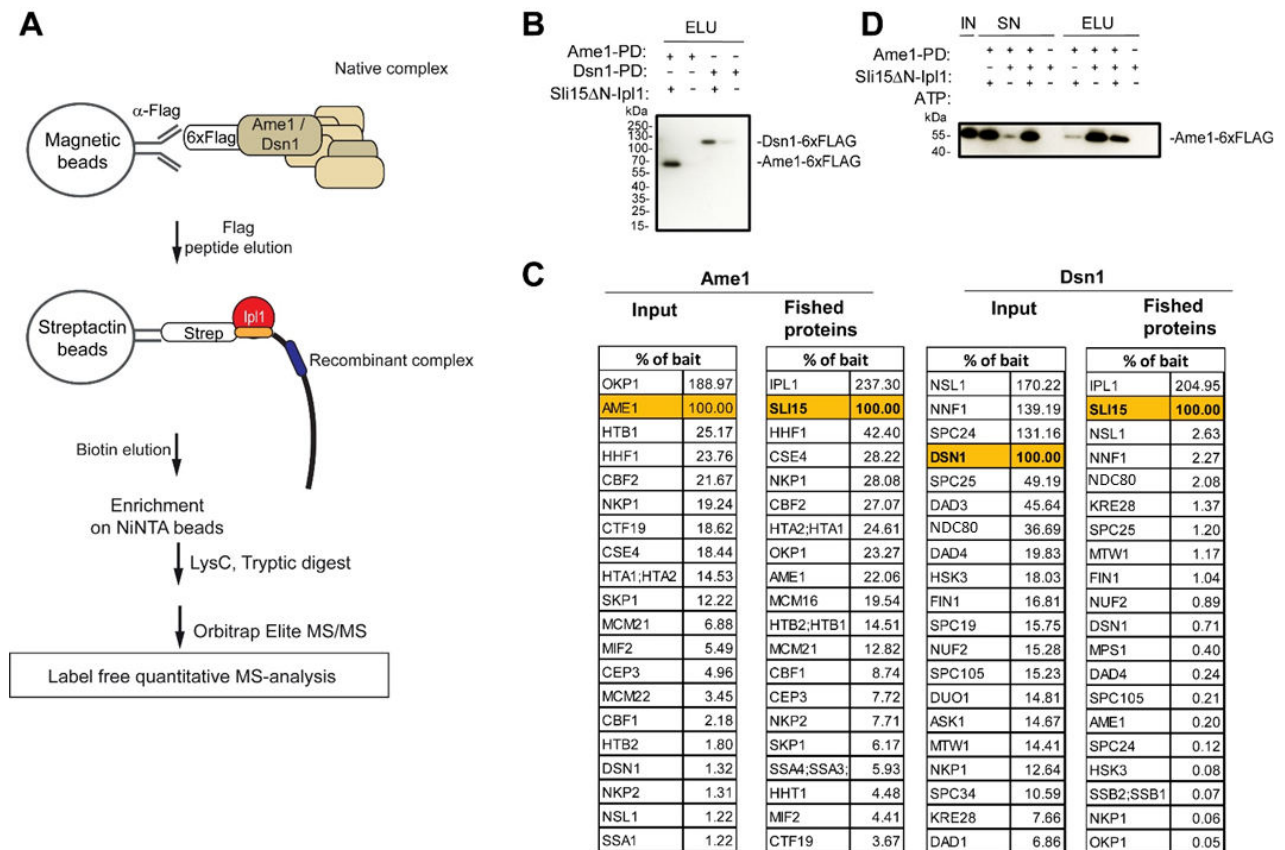 A
Native complex
α-Flag
Magnetic
beads
6xFlag
Ame1 /
Dsn1
Flag
peptide elution
Streptactin
beads
Strep
Ipl1
Recombinant complex
Biotin elution
Enrichment
on NiNTA beads
LysC, Tryptic digest
Orbitrap Elite MS/MS
Label free quantitative MS-analysis
B
ELU
Ame1-PD: + + - -
Dsn1-PD: - - + +
Sli15ΔN-Ipl1: + - + -
kDa
250-
130-
100-
70-
55-
40-
35-
25-
15-
-Dsn1-6xFLAG
-Ame1-6xFLAG
D
IN SN ELU
Ame1-PD: + + + - + + + -
Sli15ΔN-Ipl1: - + + + - + + +
ATP: + - + - + - + -
kDa
55-
40-
-Ame1-6xFLAG
C
Ame1 Dsn1
Input Fished proteins Input Fished proteins
% of bait % of bait % of bait % of bait
OKP1 188.97 IPL1 237.30 NSL1 170.22 IPL1 204.95
AME1 100.00 SLI15 100.00 NNF1 139.19 SLI15 100.00
HTB1 25.17 HHF1 42.40 SPC24 131.16 NSL1 2.63
HHF1 23.76 CSE4 28.22 DSN1 100.00 NNF1 2.27
CBF2 21.67 NKP1 28.08 SPC25 49.19 NDC80 2.08
NKP1 19.24 CBF2 27.07 DAD3 45.64 KRE28 1.37
CTF19 18.62 HTA2;HTA1 24.61 NDC80 36.69 SPC25 1.20
CSE4 18.44 OKP1 23.27 DAD4 19.83 MTW1 1.17
HTA1;HTA2 14.53 AME1 22.06 HSK3 18.03 FIN1 1.04
SKP1 12.22 MCM16 19.54 FIN1 16.81 NUF2 0.89
MCM21 6.88 HTB2;HTB1 14.51 SPC19 15.75 DSN1 0.71
MIF2 5.49 MCM21 12.82 NUF2 15.28 MPS1 0.40
CEP3 4.96 CBF1 8.74 SPC105 15.23 DAD4 0.24
MCM22 3.45 CEP3 7.72 DUO1 14.81 SPC105 0.21
CBF1 2.18 NKP2 7.71 ASK1 14.67 AME1 0.20
HTB2 1.80 SKP1 6.17 MTW1 14.41 SPC24 0.12
DSN1 1.32 SSA4;SSA3; 5.93 NKP1 12.64 HSK3 0.08
NKP2 1.31 HHT1 4.48 SPC34 10.59 SSB2;SSB1 0.07
NSL1 1.22 MIF2 4.41 KRE28 7.66 NKP1 0.06
SSA1 1.22 CTF19 3.67 DAD1 6.86 OKP1 0.05